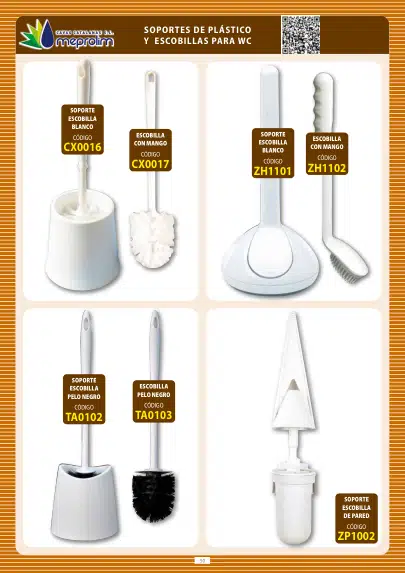 CAYAS CATALANAS S.L.
meprolim
SOPORTES DE PLÁSTICO
Y ESCOBILLAS PARA WC
SOPORTE
ESCOBILLA
BLANCO
CÓDIGO
CX0016
ESCOBILLA
CON MANGO
CÓDIGO
CX0017
SOPORTE
ESCOBILLA
BLANCO
CÓDIGO
ZH1101
ESCOBILLA
CON MANGO
CÓDIGO
ZH1102
SOPORTE
ESCOBILLA
PELO NEGRO
CÓDIGO
TA0102
ESCOBILLA
PELO NEGRO
CÓDIGO
TA0103
SOPORTE
ESCOBILLA
DE PARED
CÓDIGO
ZP1002